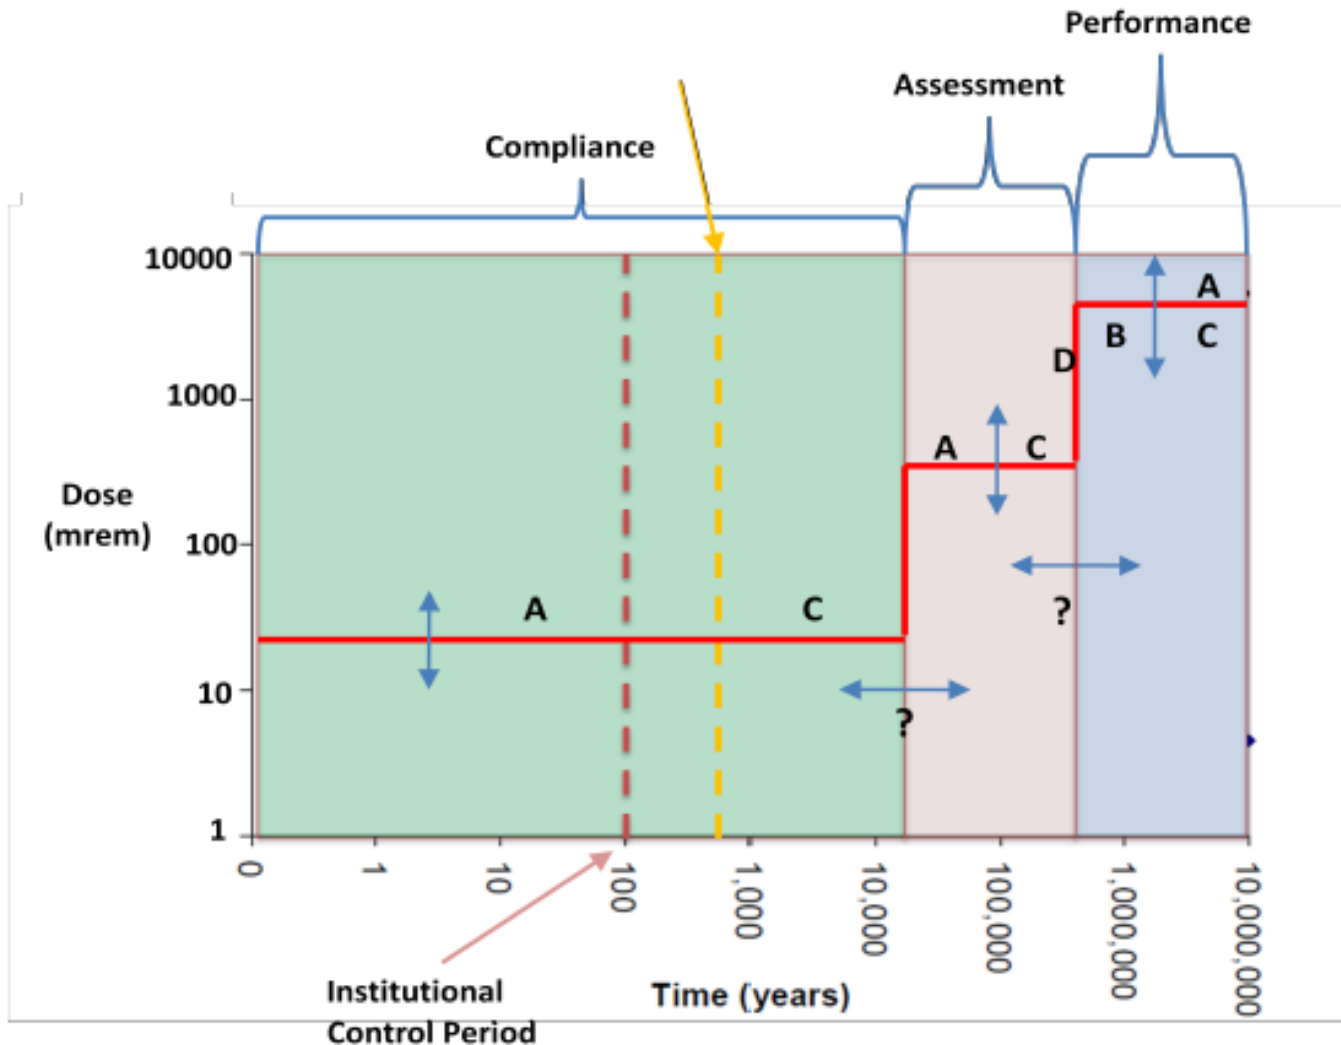 Performance
Assessment
Compliance
10000
A
B C
1000
D
A C
Dose
(mrem)
100
A C
?
10
?
1
0 1 10 100 1,000 10,000 100,000 1,000,000 10,000,000
Time (years)
Institutional
Control Period